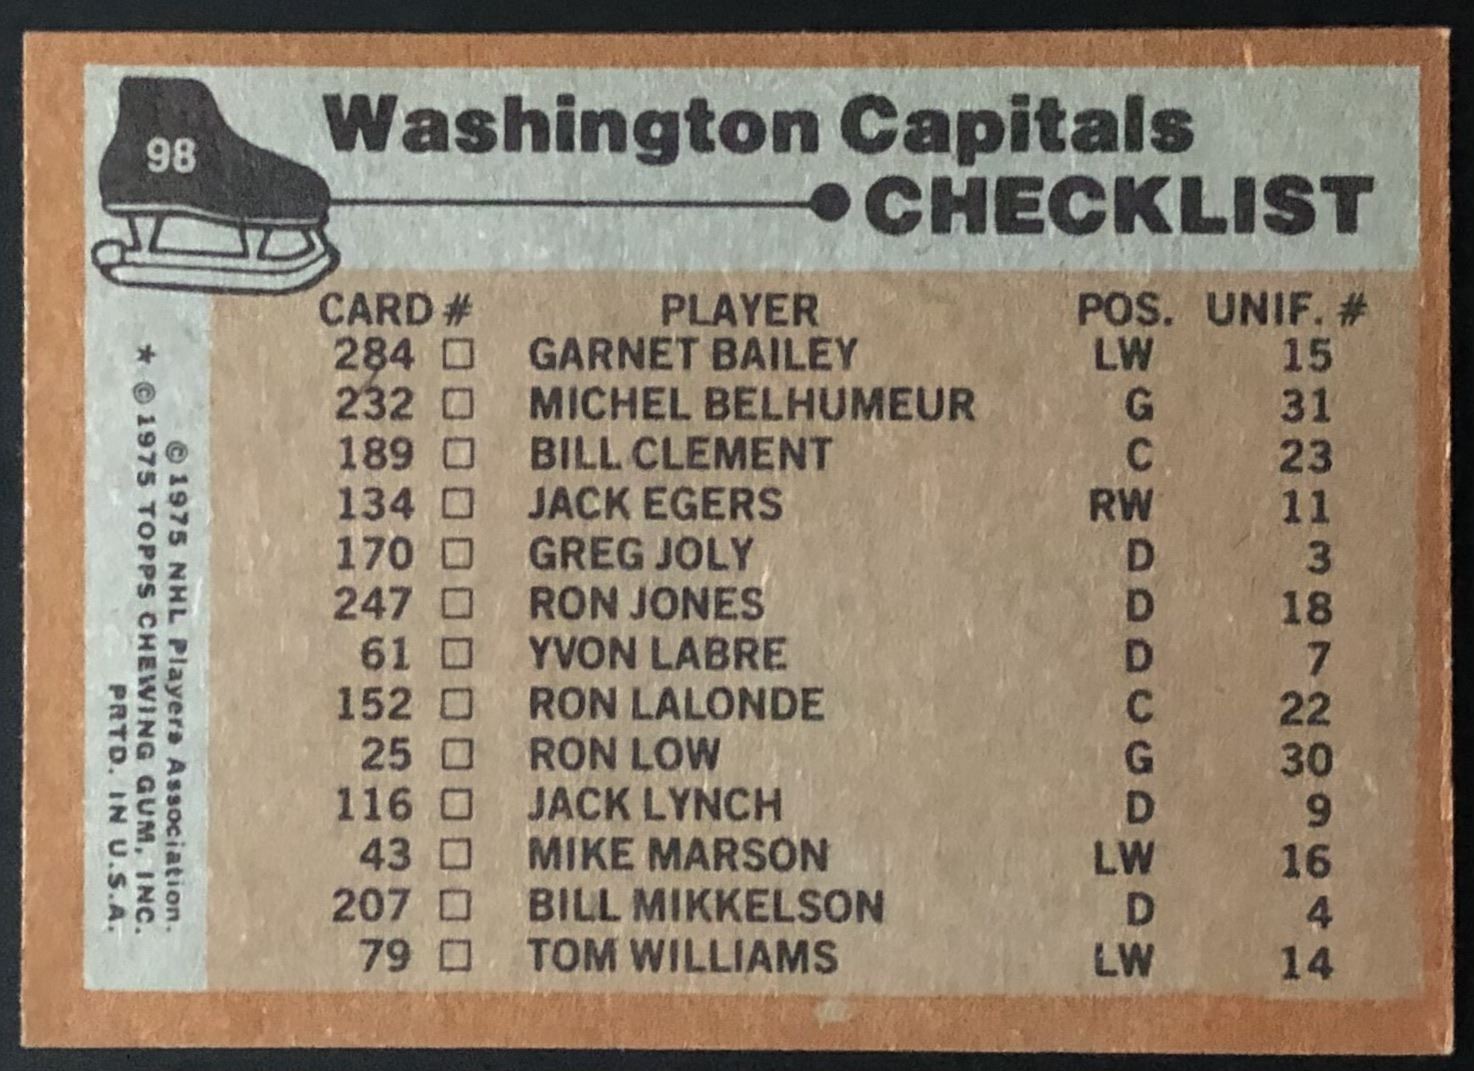 98
Washington Capitals
CHECKLIST
CARD # PLAYER POS. UNIF. #
284 □ GARNET BAILEY LW 15
232 □ MICHEL BELHUMEUR G 31
189 □ BILL CLEMENT C 23
134 □ JACK EGERS RW 11
170 □ GREG JOLY D 3
247 □ RON JONES D 18
61 □ YVON LABRE D 7
152 □ RON LALONDE C 22
25 □ RON LOW G 30
116 □ JACK LYNCH D 9
43 □ MIKE MARSON LW 16
207 □ BILL MIKKELSON D 4
79 □ TOM WILLIAMS LW 14
© 1975 NHL Players Association.
* © 1975 TOPPS CHEWING GUM, INC.
PRTD. IN U.S.A.